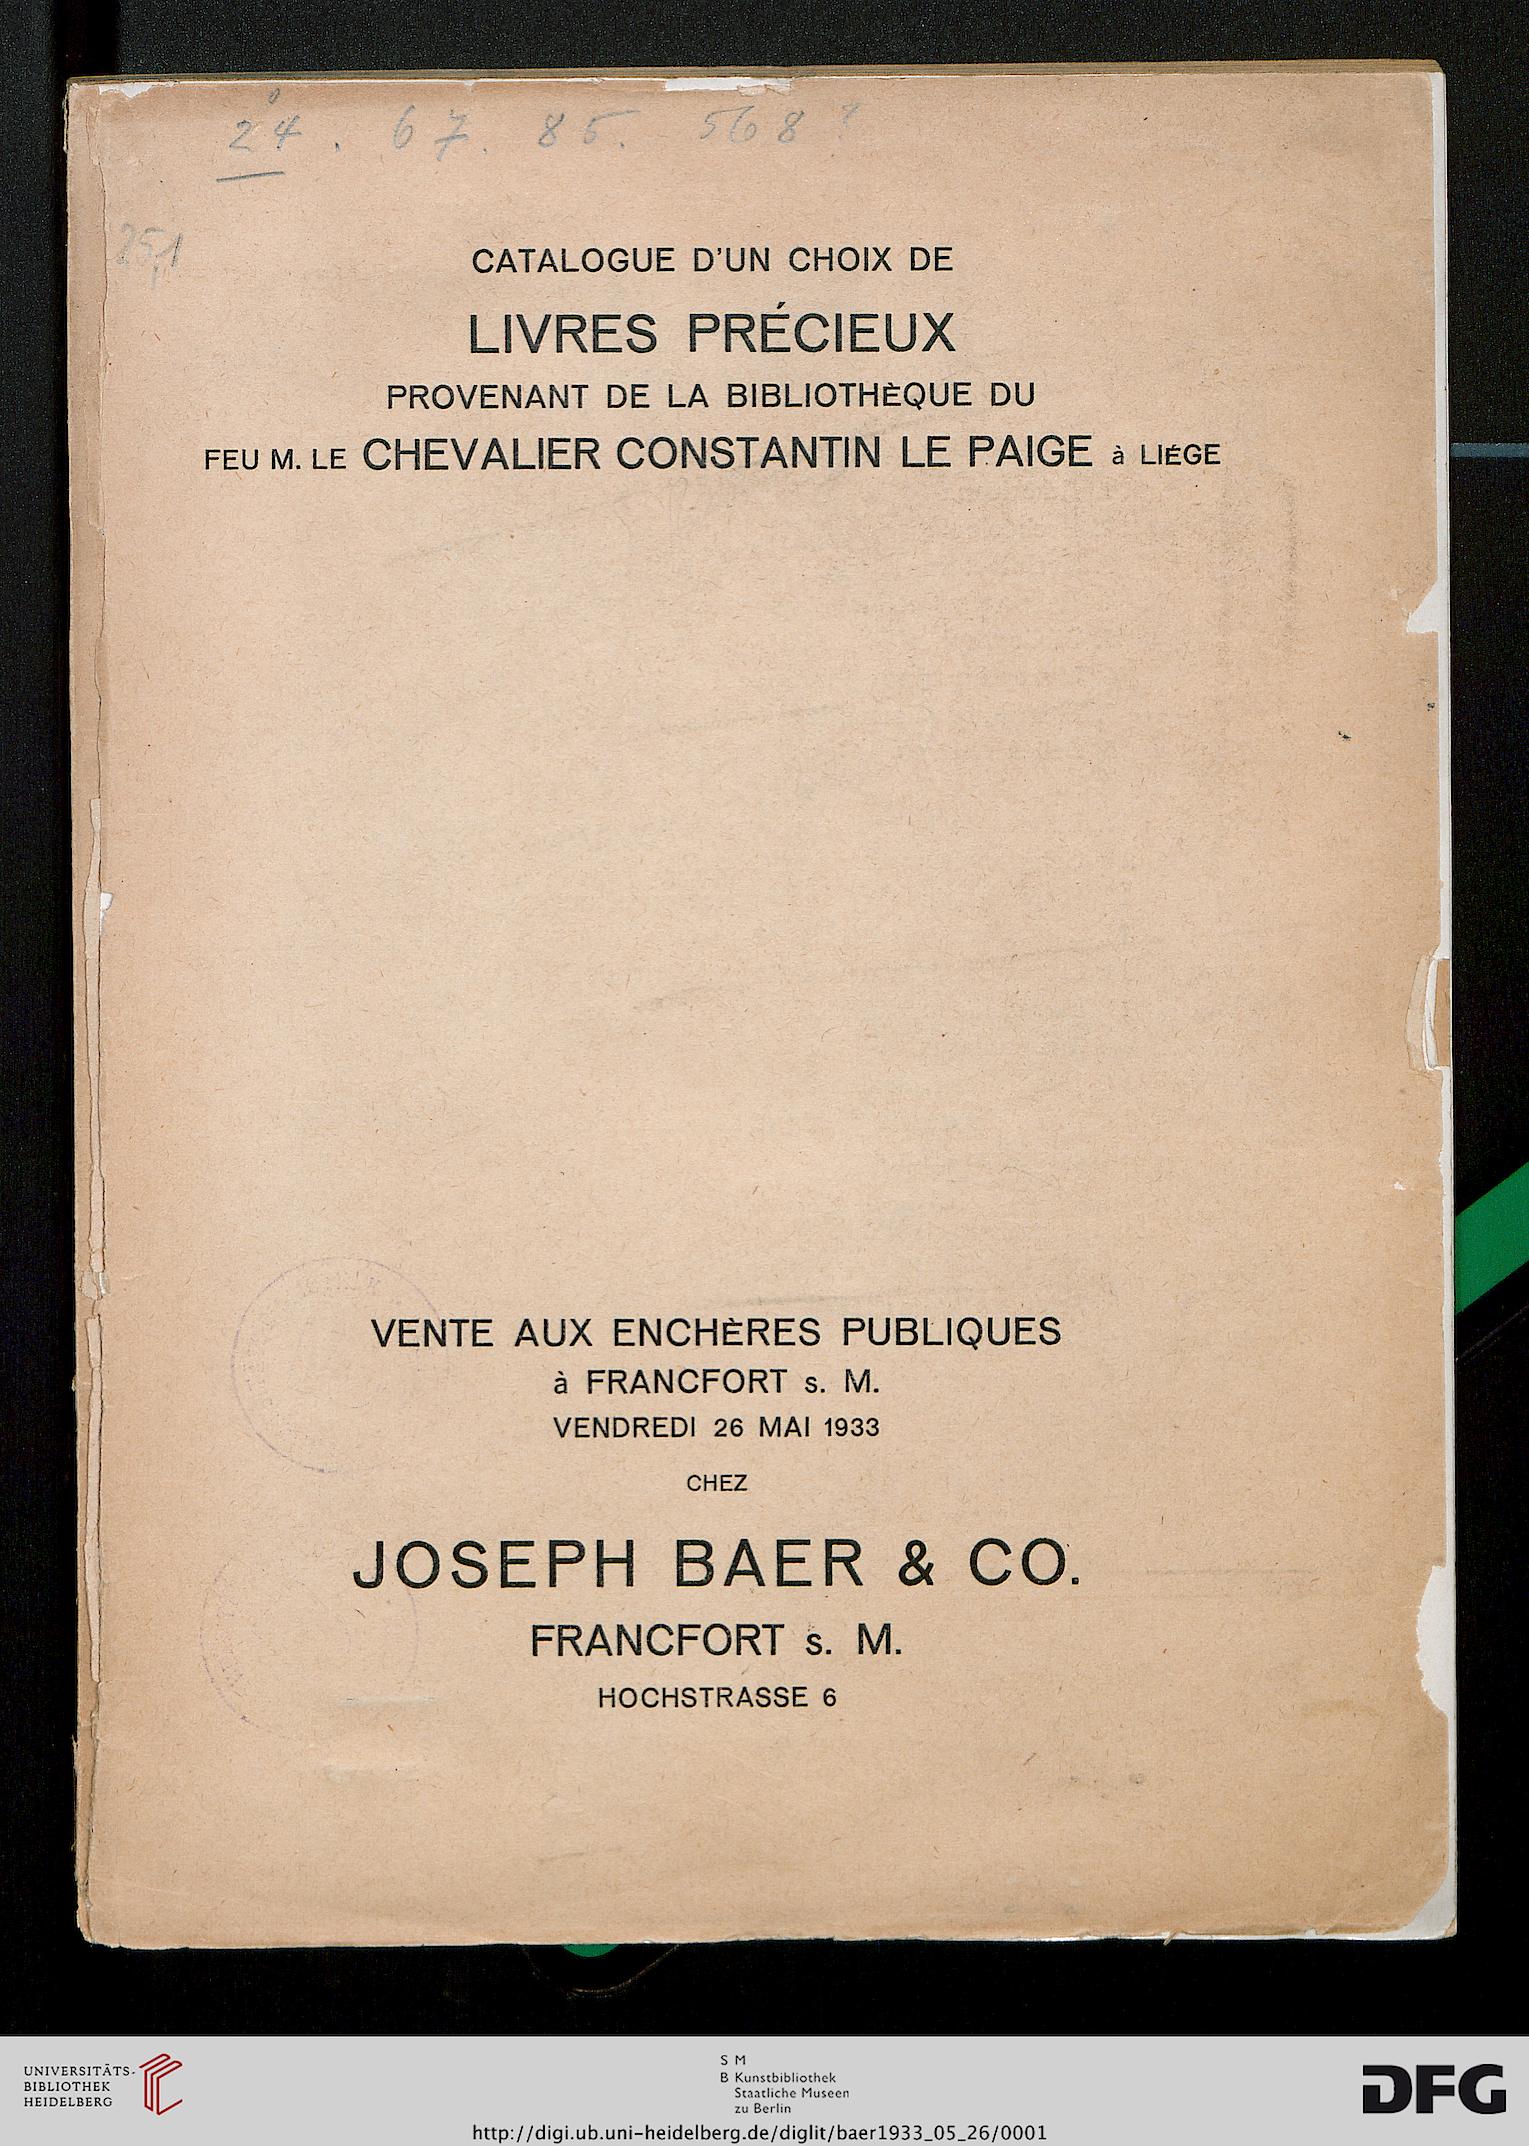 24. 67. 85. 568
25,1
CATALOGUE D'UN CHOIX DE
LIVRES PRÉCIEUX
PROVENANT DE LA BIBLIOTHÈQUE DU
FEU M. LE CHEVALIER CONSTANTIN LE PAIGE à LIÉGE
VENTE AUX ENCHÈRES PUBLIQUES
à FRANCFORT s. M.
VENDREDI 26 MAI 1933
CHEZ
JOSEPH BAER & CO.
FRANCFORT s. M.
HOCHSTRASSE 6
UNIVERSITÄTS-
BIBLIOTHEK
HEIDELBERG
S M
B Kunstbibliothek
Staatliche Museen
zu Berlin
http://digi.ub.uni-heidelberg.de/diglit/baer1933_05_26/0001
DFG